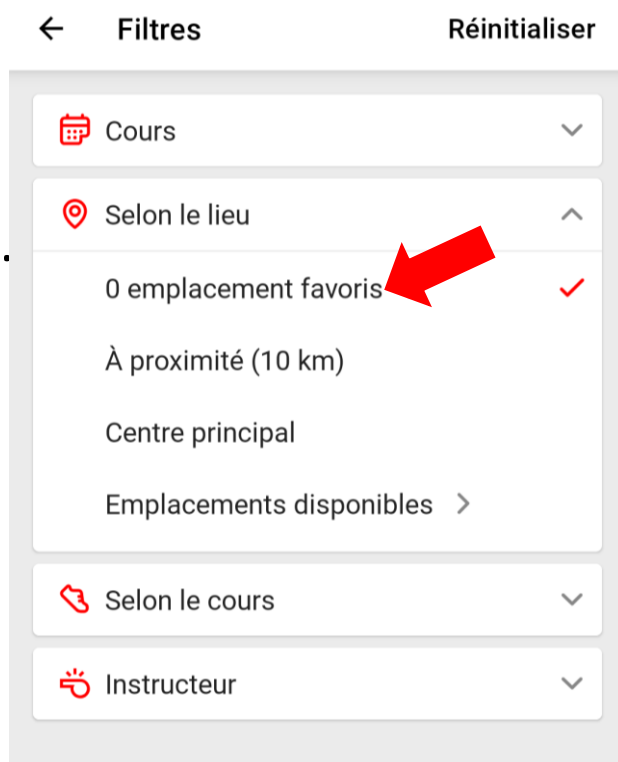 Filtres
Réinitialiser
Cours
Selon le lieu
0 emplacement favoris
À proximité (10 km)
Centre principal
Emplacements disponibles
Selon le cours
Instructeur